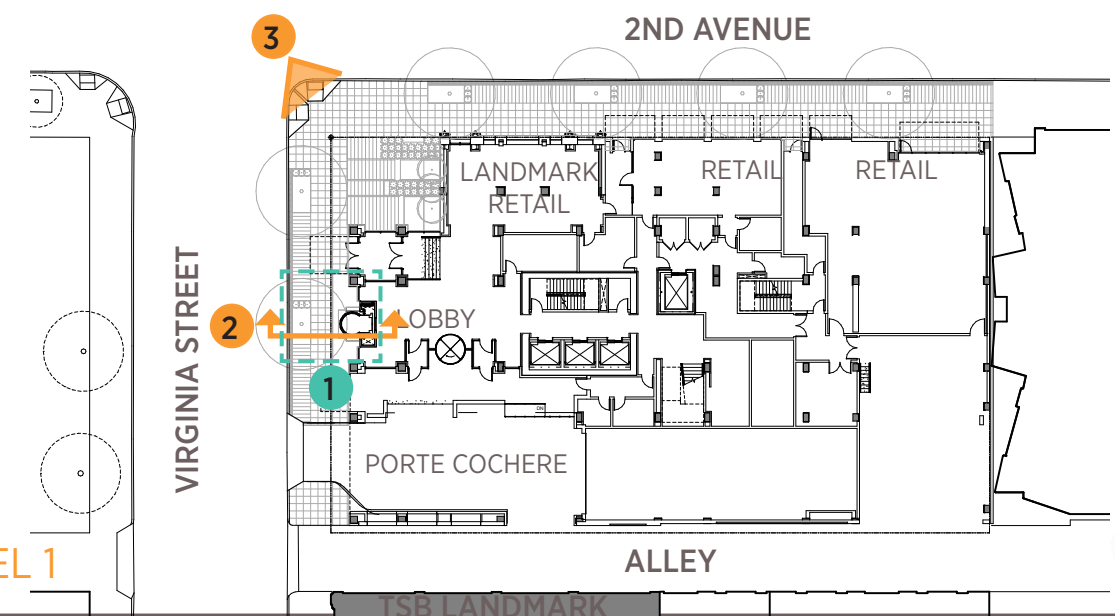 2ND AVENUE
3
LANDMARK
RETAIL
RETAIL
RETAIL
VIRGINIA STREET
2
LOBBY
1
DN
PORTE COCHERE
EL 1
ALLEY
TSB LANDMARK